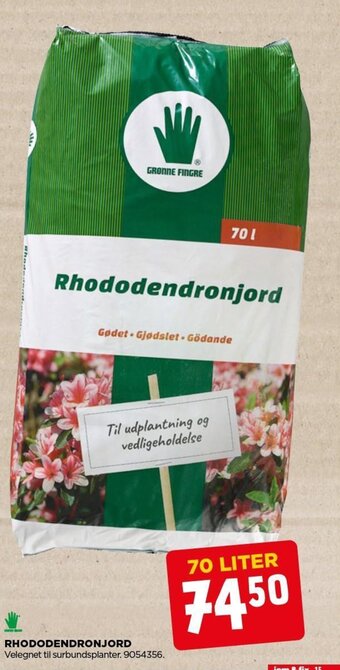 GRØNNE FINGRE
®
70 l
Rhododendronjord
Gødet • Gjødslet • Gödande
Til udplantning og
vedligeholdelse
70 LITER
74 50
RHODODENDRONJORD
Velegnet til surbundsplanter. 9054356.